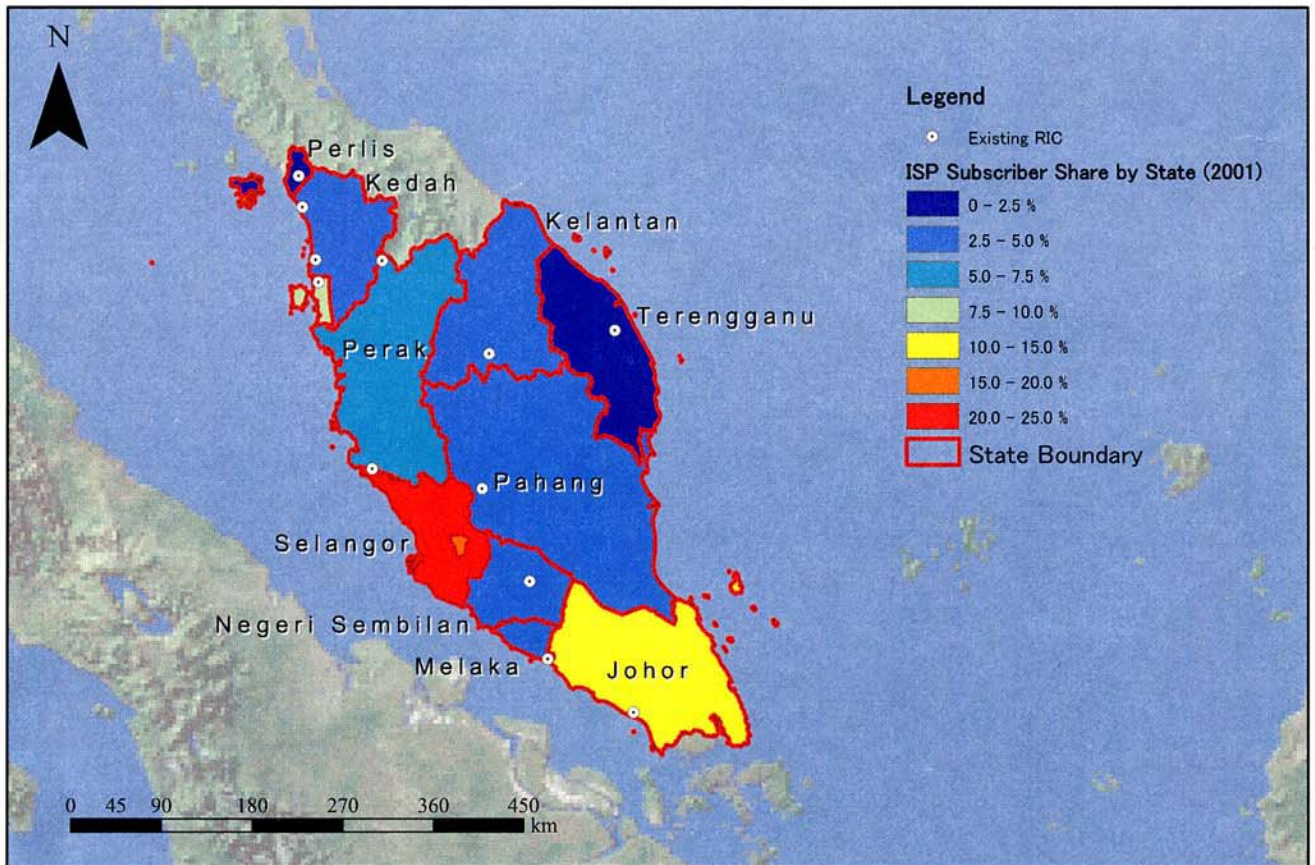 N
Perlis
Kedah
Kelantan
Terengganu
Perak
Pahang
Selangor
Negeri Sembilan
Melaka
Johor
Legend
Existing RIC
ISP Subscriber Share by State (2001)
0 - 2.5 %
2.5 - 5.0 %
5.0 - 7.5 %
7.5 - 10.0 %
10.0 - 15.0 %
15.0 - 20.0 %
20.0 - 25.0 %
State Boundary
0 45 90 180 270 360 450
km